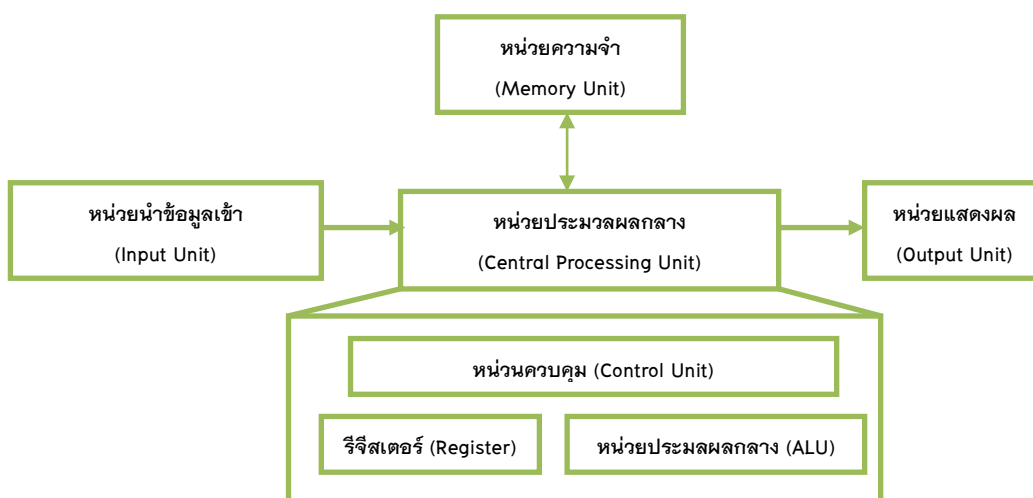 หน่วยความจำ
(Memory Unit)
หน่วยนำข้อมูลเข้า
(Input Unit)
หน่วยประมวลผลกลาง
(Central Processing Unit)
หน่วยแสดงผล
(Output Unit)
หน่วนควบคุม (Control Unit)
รีจีสเตอร์ (Register)
หน่วยประมลผลกลาง (ALU)